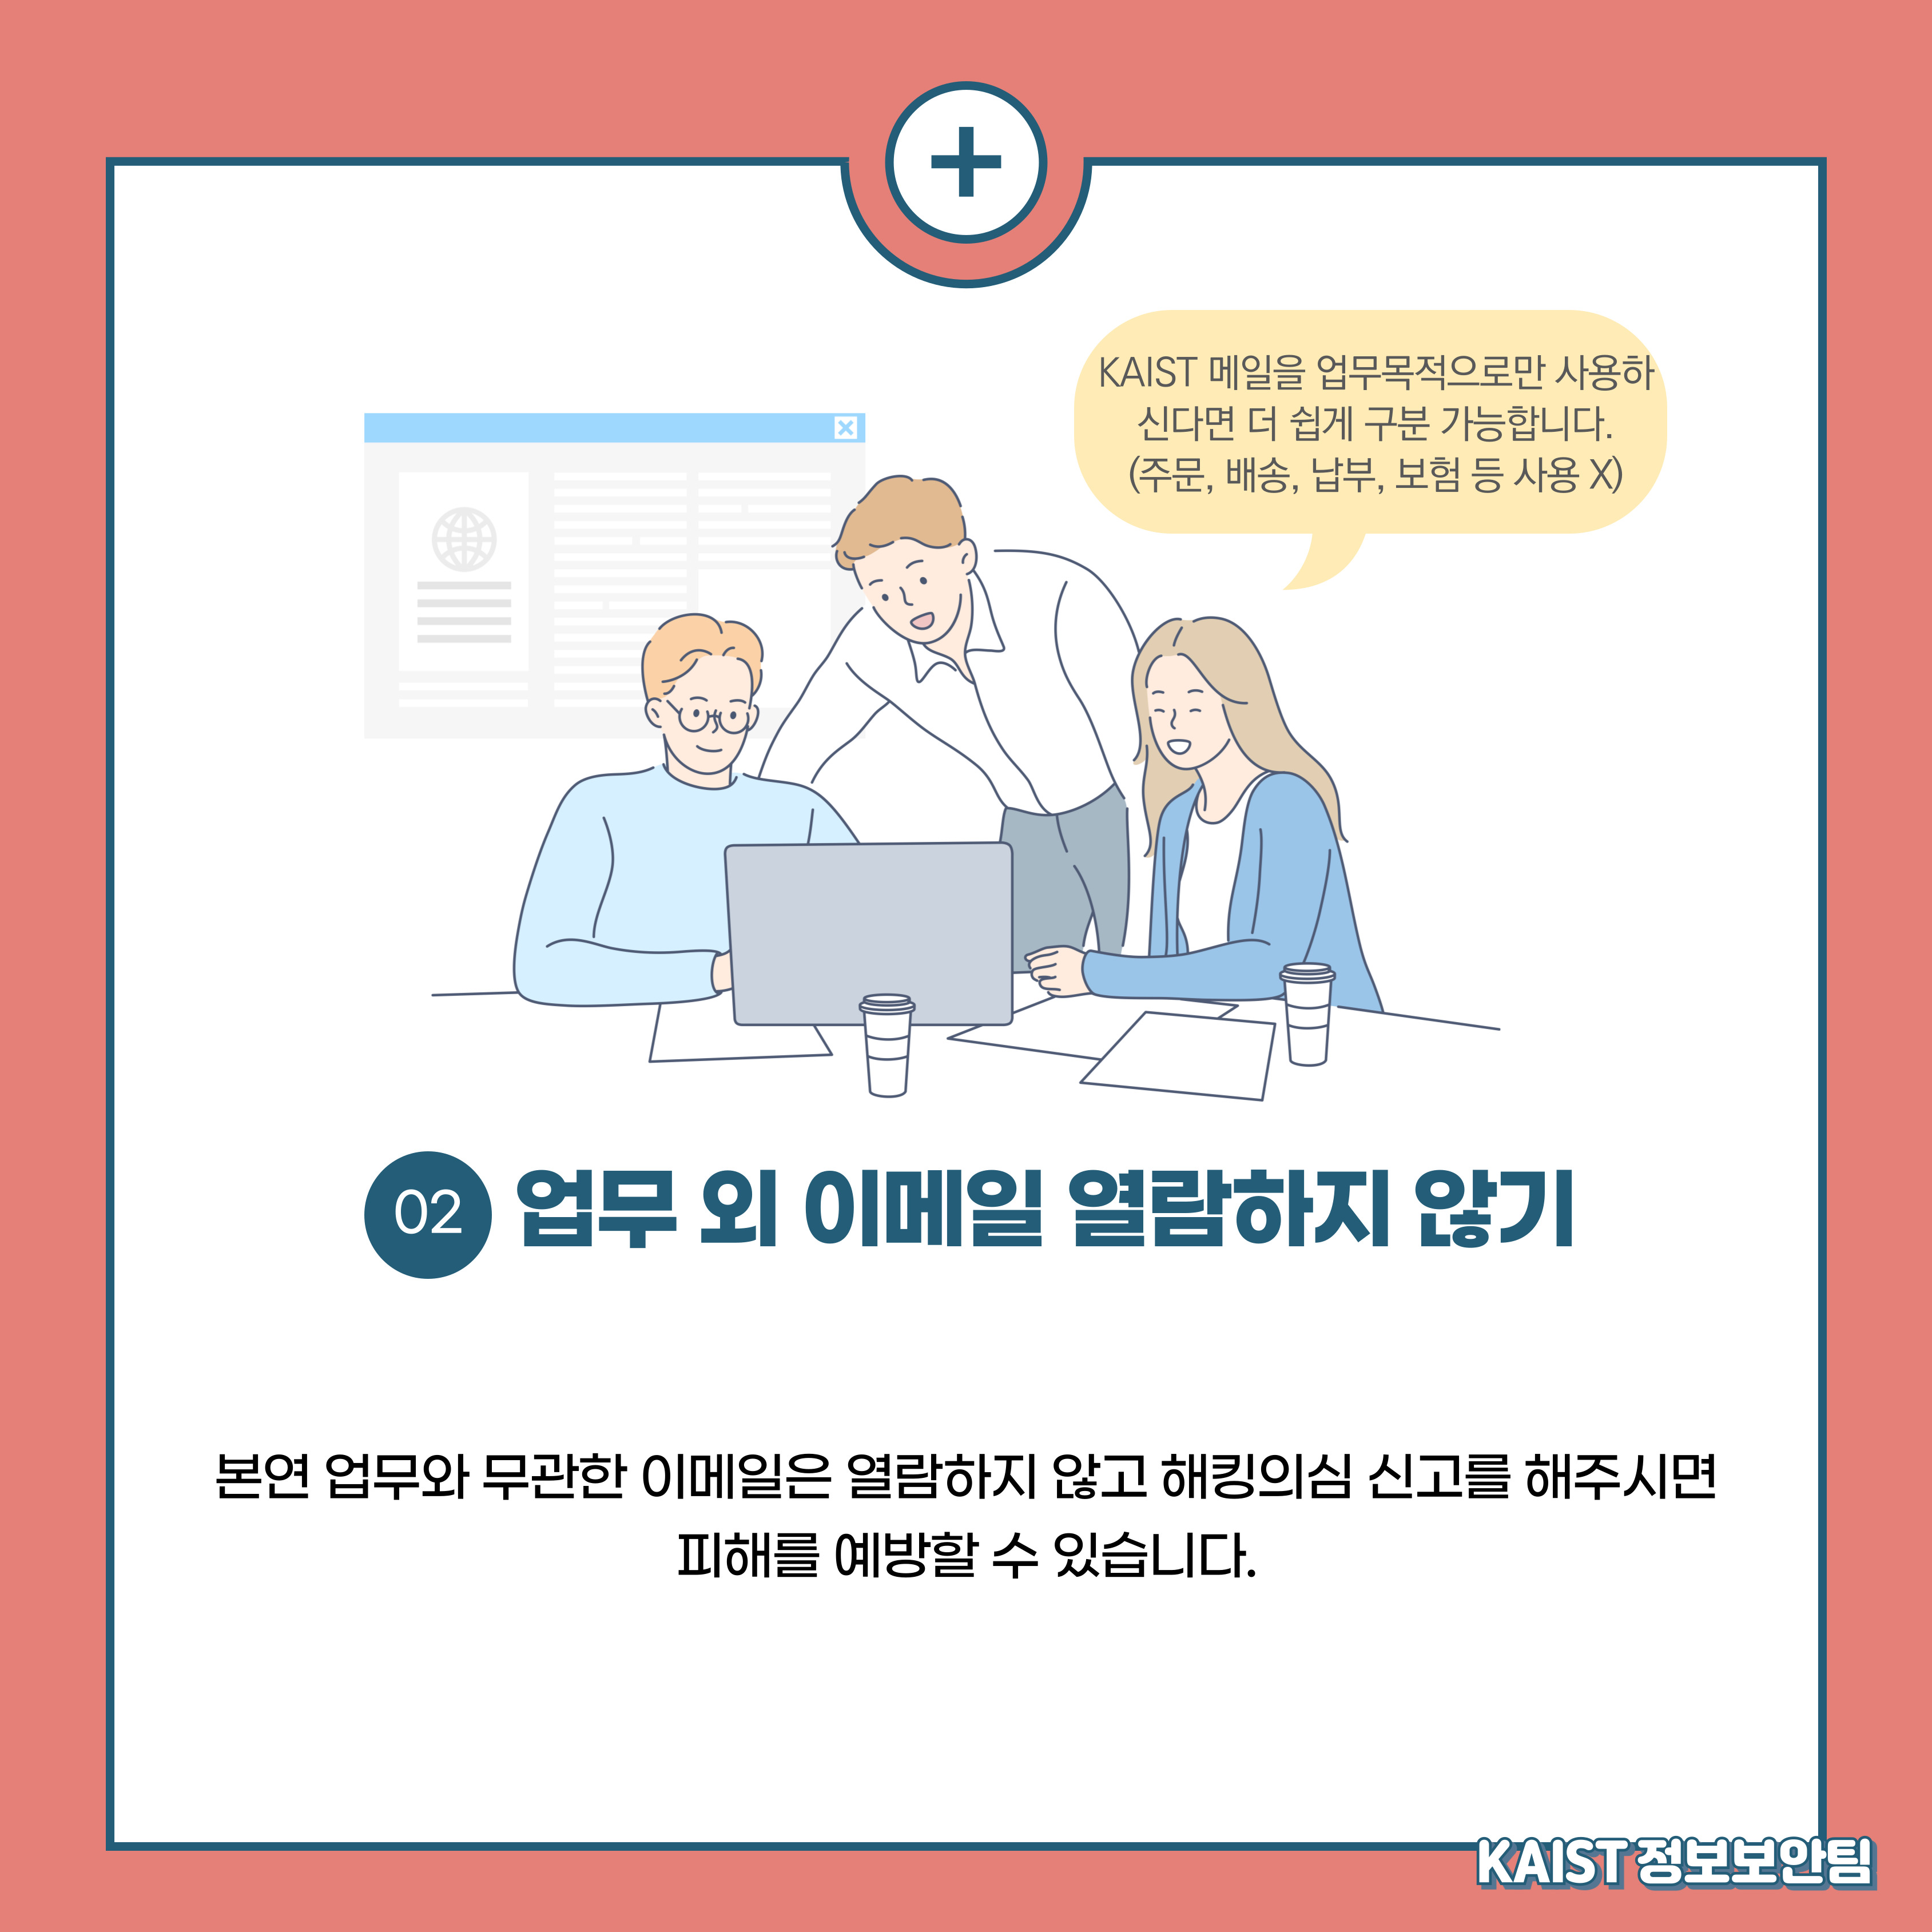 KAIST 메일을 업무목적으로만 사용하
신다면 더 쉽게 구분 가능합니다.
(주문, 배송, 납부, 보험 등 사용 X)
02 업무 외 이메일 열람하지 않기
본연 업무와 무관한 이메일은 열람하지 않고 해킹의심 신고를 해주시면
피해를 예방할 수 있습니다.
KAIST 정보보안팀